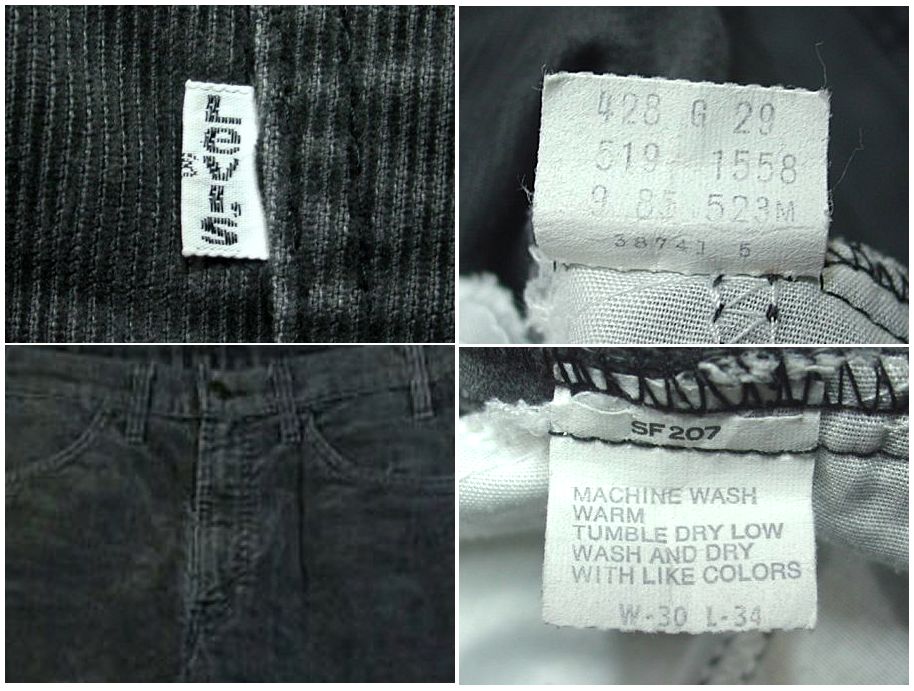 LEVI'S
®
428 G 29
519 1558
9 85 523M
38741 5
SF 207
MACHINE WASH
WARM
TUMBLE DRY LOW
WASH AND DRY
WITH LIKE COLORS
W-30 L-34